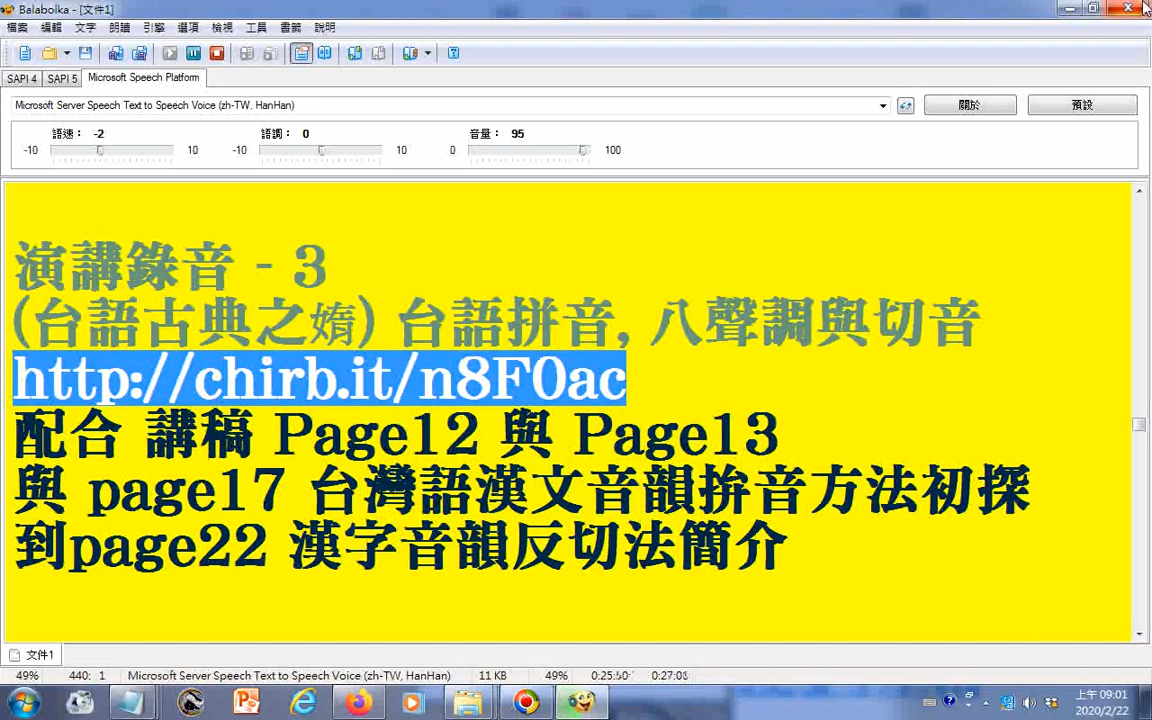 Balabolka - [文件1]
檔案 編輯 文字 朗讀 引擎 選項 檢視 工具 書籤 說明
SAPI 4 SAPI 5 Microsoft Speech Platform
Microsoft Server Speech Text to Speech Voice (zh-TW, HanHan) 關於 預設
語速： -2 語調： 0 音量： 95
-10 10 -10 10 0 100
演講錄音 - 3
(台語古典之媠) 台語拼音, 八聲調與切音
http://chirb.it/n8F0ac
配合 講稿 Page12 與 Page13
與 page17 台灣語漢文音韻拚音方法初探
到page22 漢字音韻反切法簡介
文件1
49% 440: 1 Microsoft Server Speech Text to Speech Voice (zh-TW, HanHan) 11 KB 49% 0:25:50 0:27:08
上午 09:01
2020/2/22